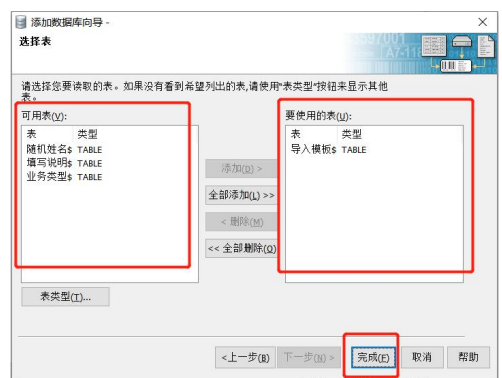 添加数据库向导 -
选择表
请选择您要读取的表。如果没有看到希望列出的表,请使用“表类型”按钮来显示其他
表。
可用表(V):
表 类型
随机姓名$ TABLE
填写说明$ TABLE
业务类型$ TABLE
添加(D) >
全部添加(L) >>
< 删除(M)
<< 全部删除(O)
要使用的表(U):
表 类型
导入模板$ TABLE
表类型(T)...
<上一步(B)
下一步(N) >
完成(F)
取消
帮助